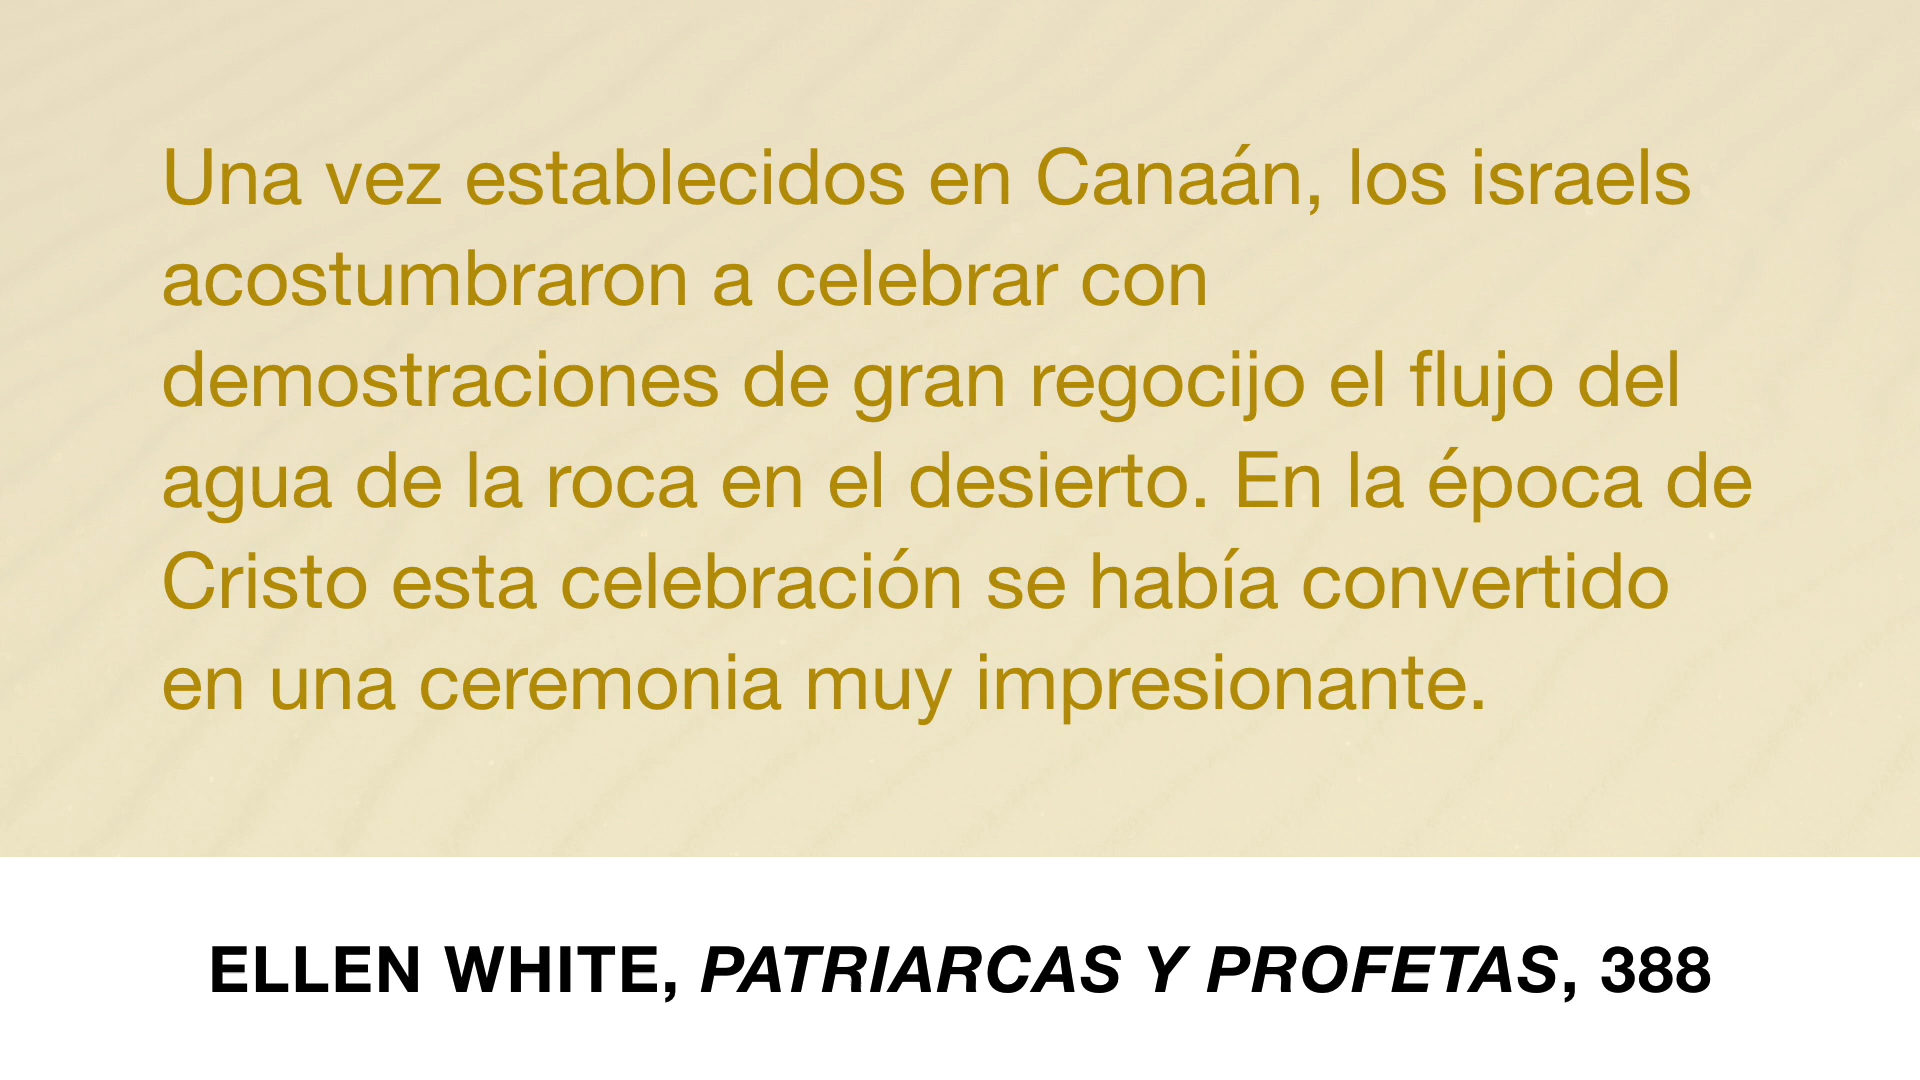 Una vez establecidos en Canaán, los israels
acostumbraron a celebrar con
demostraciones de gran regocijo el flujo del
agua de la roca en el desierto. En la época de
Cristo esta celebración se había convertido
en una ceremonia muy impresionante.
ELLEN WHITE, PATRIARCAS Y PROFETAS, 388